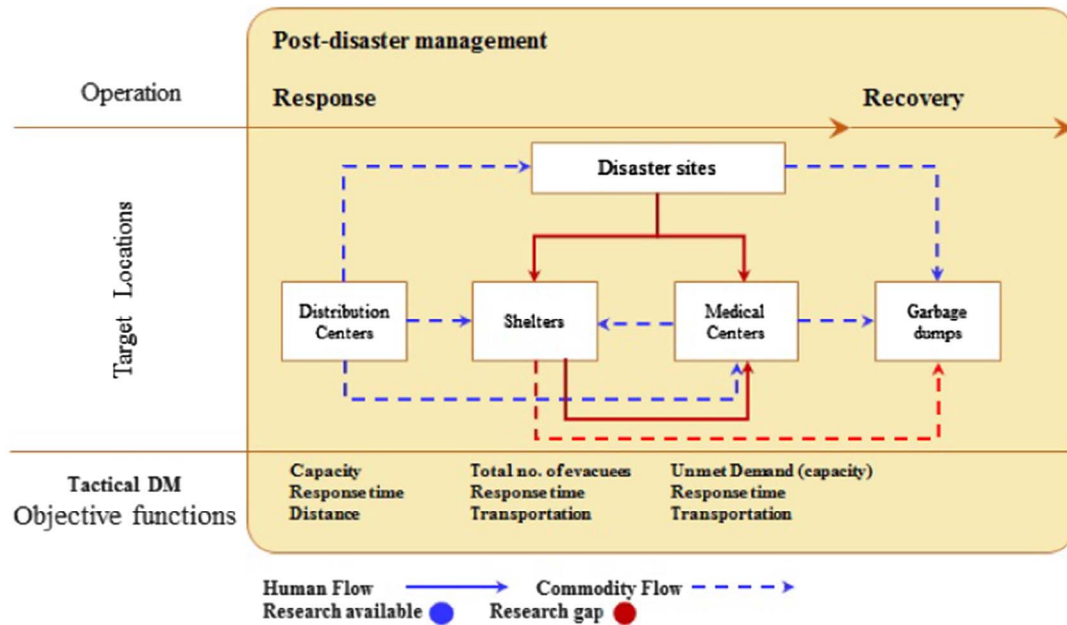 Post-disaster management
Operation
Response
Recovery
Target Locations
Disaster sites
Distribution
Centers
Shelters
Medical
Centers
Garbage
dumps
Tactical DM
Objective functions
Capacity
Response time
Distance
Total no. of evacuees
Response time
Transportation
Unmet Demand (capacity)
Response time
Transportation
Human Flow
Commodity Flow
Research available
Research gap